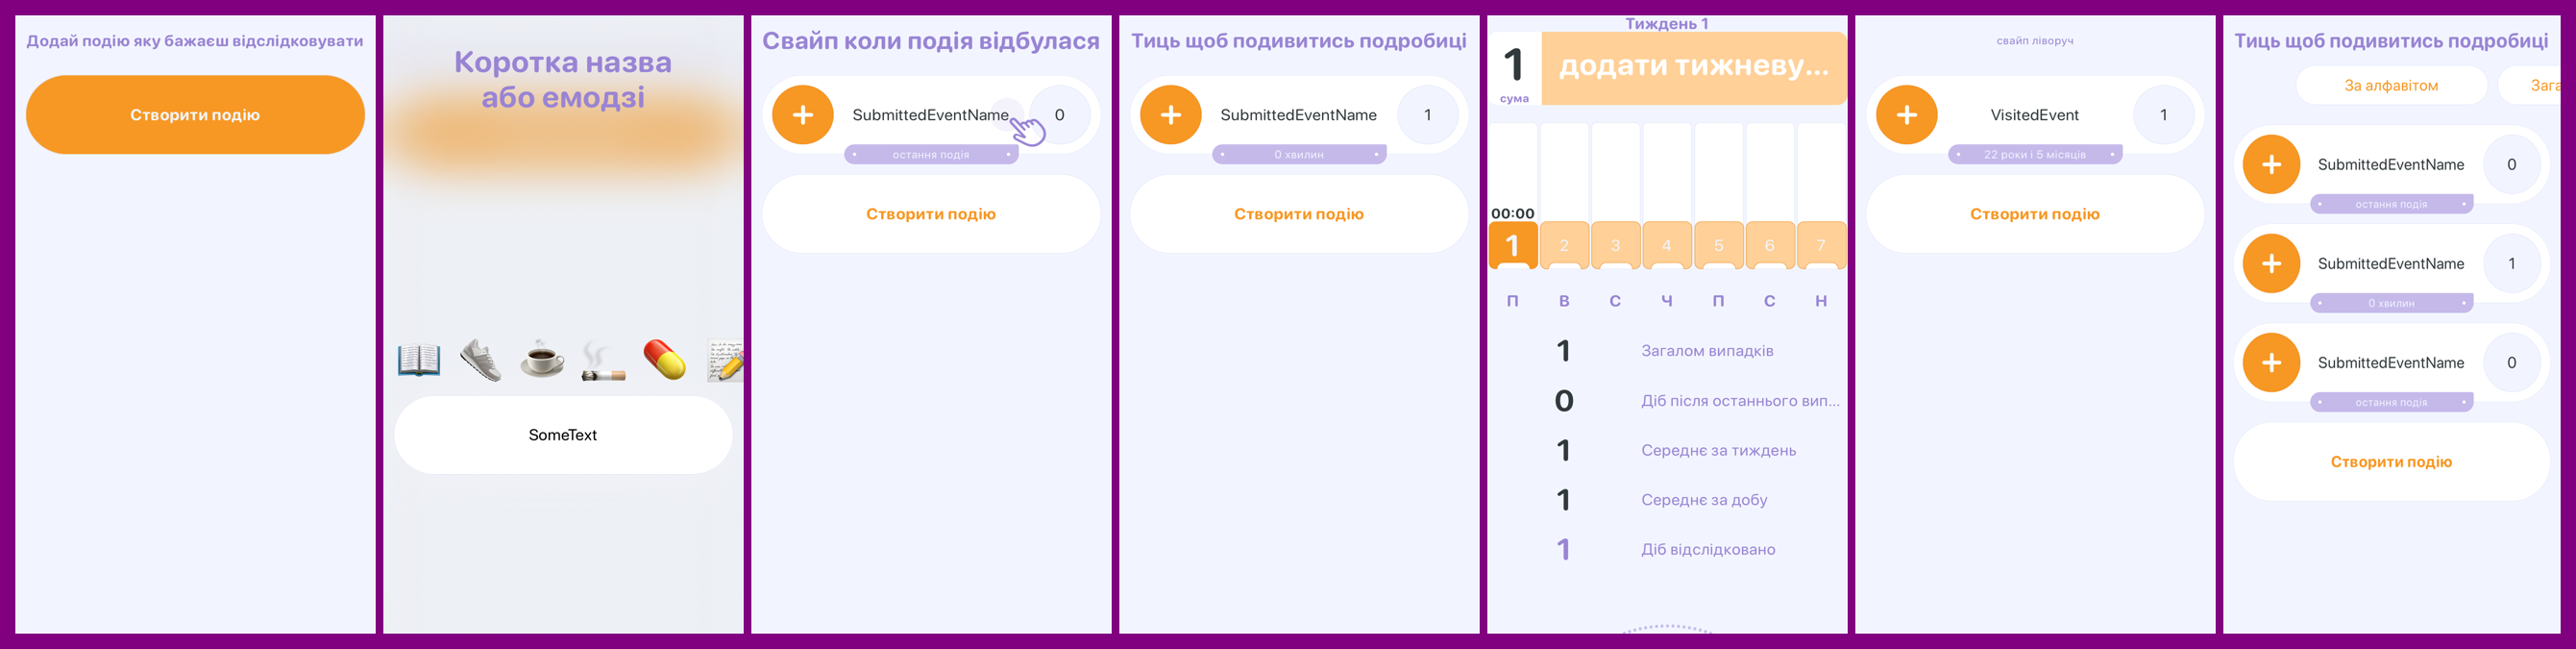 Додай подію яку бажаєш відслідковувати
Створити подію
Коротка назва
або емодзі
SomeText
Свайп коли подія відбулася
SubmittedEventName
0
остання подія
Створити подію
Тиць щоб подивитись подробиці
SubmittedEventName
1
0 хвилин
Створити подію
Тиждень 1
1
сума
додати тижневу...
00:00
1 2 3 4 5 6 7
П В С Ч П С Н
1 Загалом випадків
0 Діб після останнього вип...
1 Середнє за тиждень
1 Середнє за добу
1 Діб відслідковано
свайп ліворуч
VisitedEvent
1
22 роки і 5 місяців
Створити подію
Тиць щоб подивитись подробиці
За алфавітом
Зага
SubmittedEventName
0
остання подія
SubmittedEventName
1
0 хвилин
SubmittedEventName
0
остання подія
Створити подію